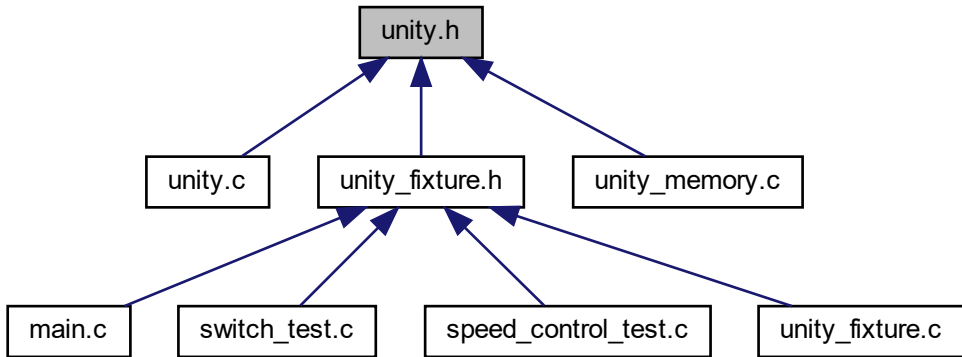 unity.h
unity.c
unity_fixture.h
unity_memory.c
main.c
switch_test.c
speed_control_test.c
unity_fixture.c